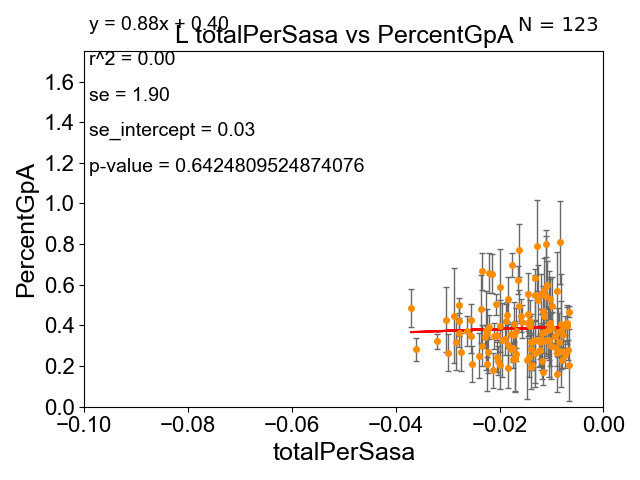 y = 0.88x + 0.40
N = 123
L totalPerSasa vs PercentGpA
r^2 = 0.00
se = 1.90
se_intercept = 0.03
p-value = 0.6424809524874076
PercentGpA
1.6
1.4
1.2
1.0
0.8
0.6
0.4
0.2
0.0
−0.10
−0.08
−0.06
−0.04
−0.02
0.00
totalPerSasa